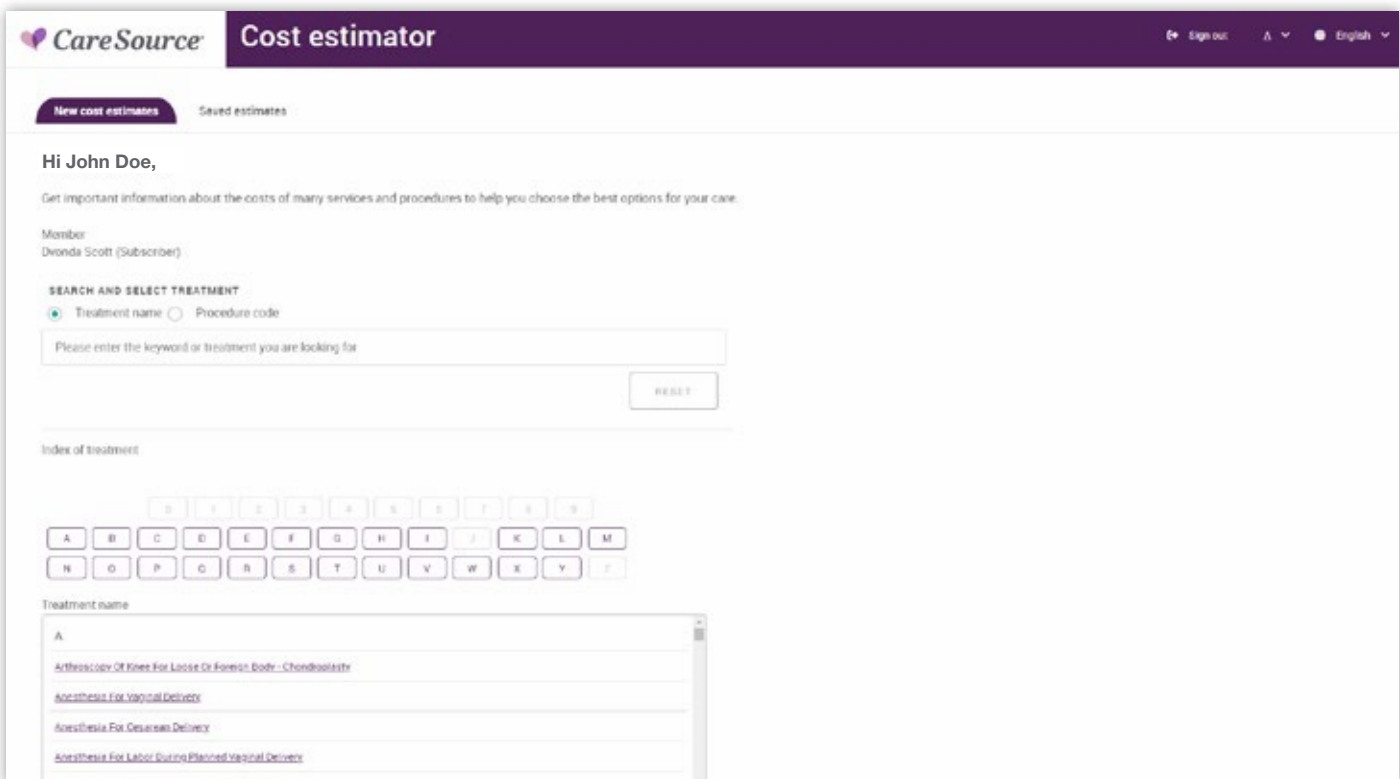 CareSource
Cost estimator
Sign out A English
New cost estimates Saved estimates
Hi John Doe,
Get important information about the costs of many services and procedures to help you choose the best options for your care.
Member
Dvonda Scott (Subscriber)
SEARCH AND SELECT TREATMENT
Treatment name Procedure code
Please enter the keyword or treatment you are looking for
RESET
Index of treatment
0 1 2 3 4 5 6 7 8 9
A B C D E F G H I J K L M
N O P Q R S T U V W X Y Z
Treatment name
A
Arthroscopy Of Knee For Loose Or Foreign Body - Chondroplasty
Anesthesia For Vaginal Delivery
Anesthesia For Cesarean Delivery
Anesthesia For Labor During Planned Vaginal Delivery